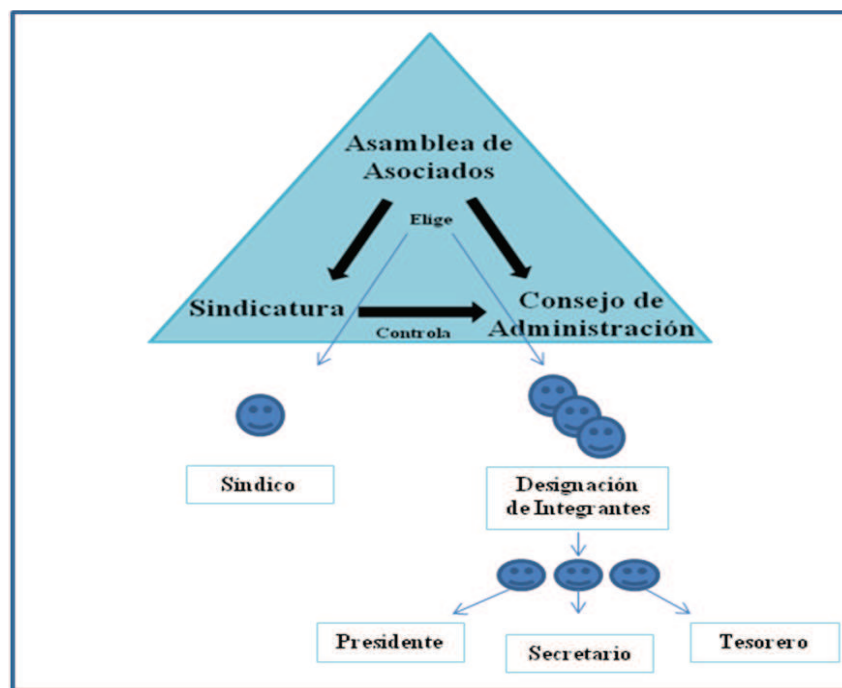 Asamblea de
Asociados
Elige
Sindicatura
Controla
Consejo de
Administración
Síndico
Designación
de Integrantes
Presidente
Secretario
Tesorero